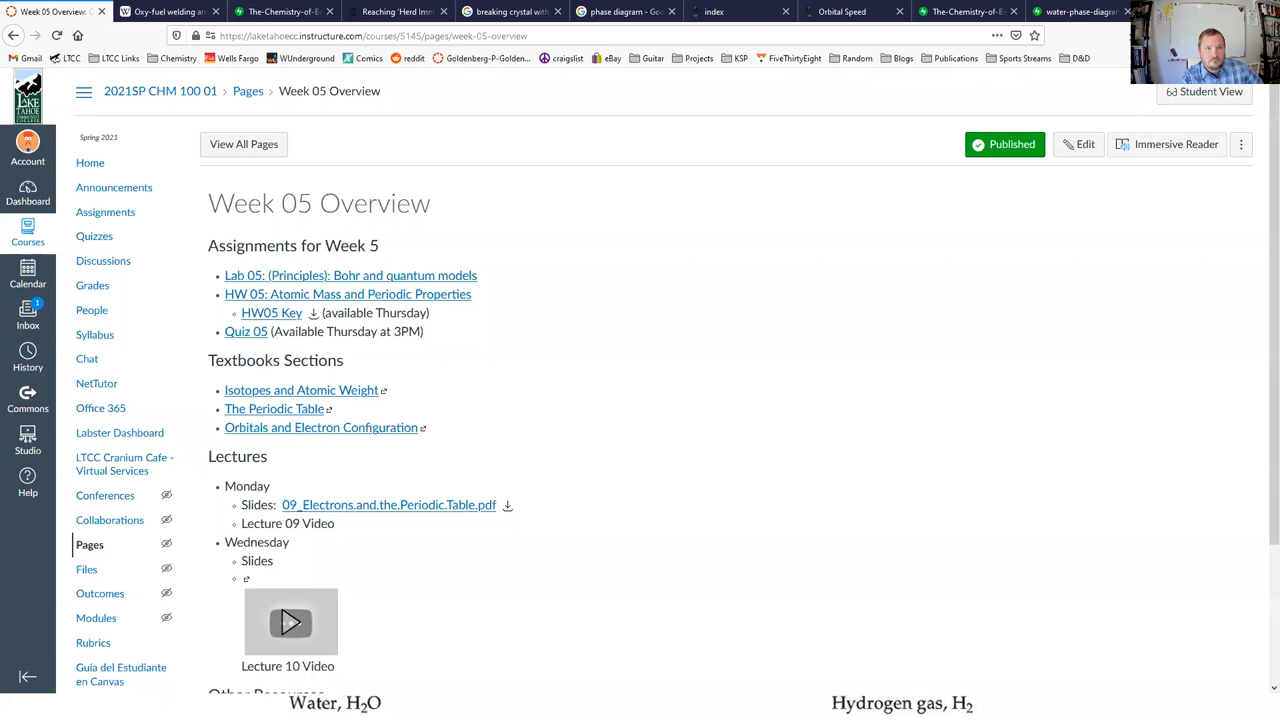 Week 05 Overview: C
Oxy-fuel welding an
The-Chemistry-of-B
Reaching 'Herd Imm
breaking crystal with
phase diagram - Goo
index
Orbital Speed
The-Chemistry-of-B
water-phase-diagram
https://laketahoecc.instructure.com/courses/5145/pages/week-05-overview
Gmail
LTCC
LTCC Links
Chemistry
Wells Fargo
WUnderground
Comics
reddit
Goldenberg-P-Golden...
craigslist
eBay
Guitar
Projects
KSP
FiveThirtyEight
Random
Blogs
Publications
Sports Streams
D&D
LAKE TAHOE
2021SP CHM 100 01 › Pages › Week 05 Overview
Student View
Spring 2021
View All Pages
Published
Edit
Immersive Reader
Account
Dashboard
Courses
Calendar
1
Inbox
History
Commons
Studio
Help
Home
Announcements
Assignments
Quizzes
Discussions
Grades
People
Syllabus
Chat
NetTutor
Office 365
Labster Dashboard
LTCC Cranium Cafe -
Virtual Services
Conferences
Collaborations
Pages
Files
Outcomes
Modules
Rubrics
Guía del Estudiante
en Canvas
Week 05 Overview
Assignments for Week 5
Lab 05: (Principles): Bohr and quantum models
HW 05: Atomic Mass and Periodic Properties
HW05 Key (available Thursday)
Quiz 05 (Available Thursday at 3PM)
Textbooks Sections
Isotopes and Atomic Weight
The Periodic Table
Orbitals and Electron Configuration
Lectures
Monday
Slides: 09_Electrons.and.the.Periodic.Table.pdf
Lecture 09 Video
Wednesday
Slides
Lecture 10 Video
Other Resources
Water, H₂O
Hydrogen gas, H₂